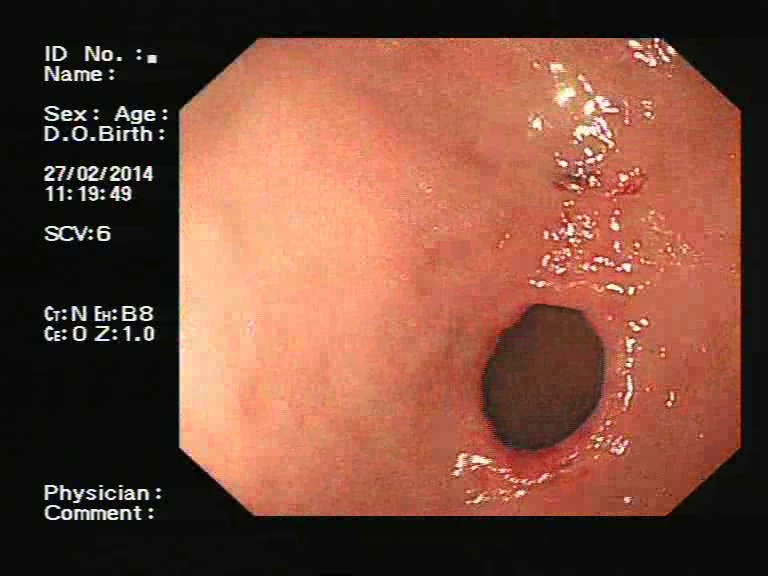 ID No. :
Name:
Sex: Age:
D.O.Birth:
27/02/2014
11:19:49
SCV:6
CT:N EH:B8
CE:0 Z:1.0
Physician:
Comment: